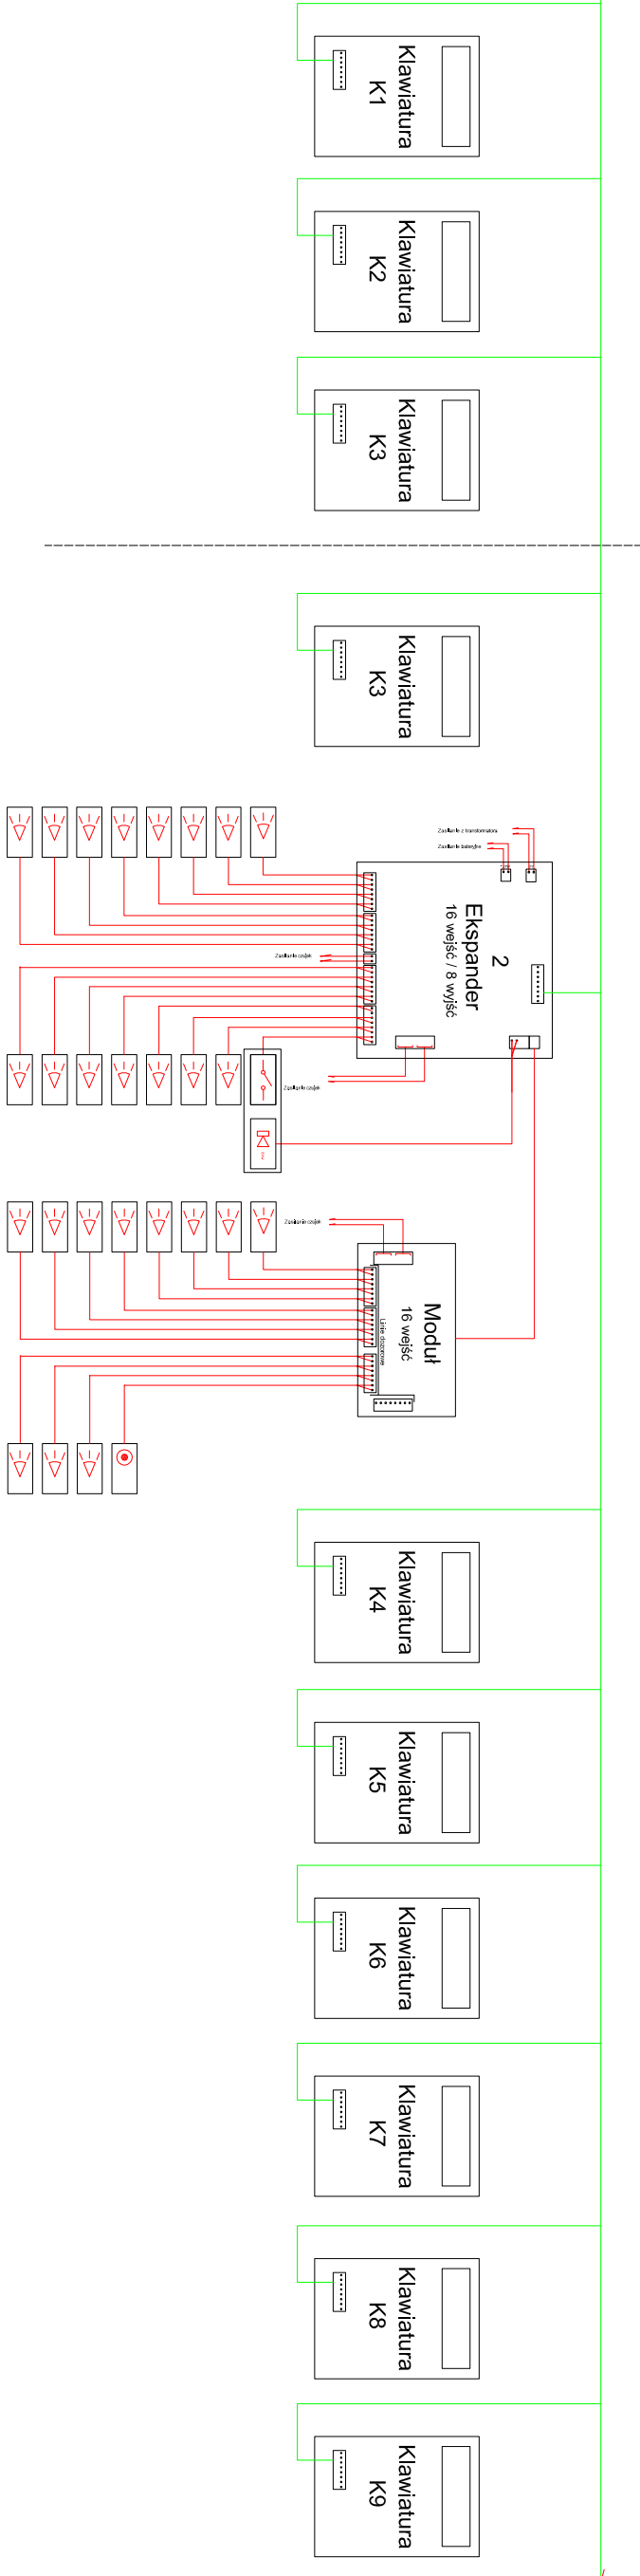 Klawiatura
K1
Klawiatura
K2
Klawiatura
K3
Klawiatura
K3
Zasilanie z transformatora
Zasilanie bateryjne
2
Ekspander
16 wejść / 8 wyjść
Zasilanie czujek
Zasilanie czujek
Zasilanie czujek
Moduł
16 wejść
Linie dozorowe
Klawiatura
K4
Klawiatura
K5
Klawiatura
K6
Klawiatura
K7
Klawiatura
K8
Klawiatura
K9